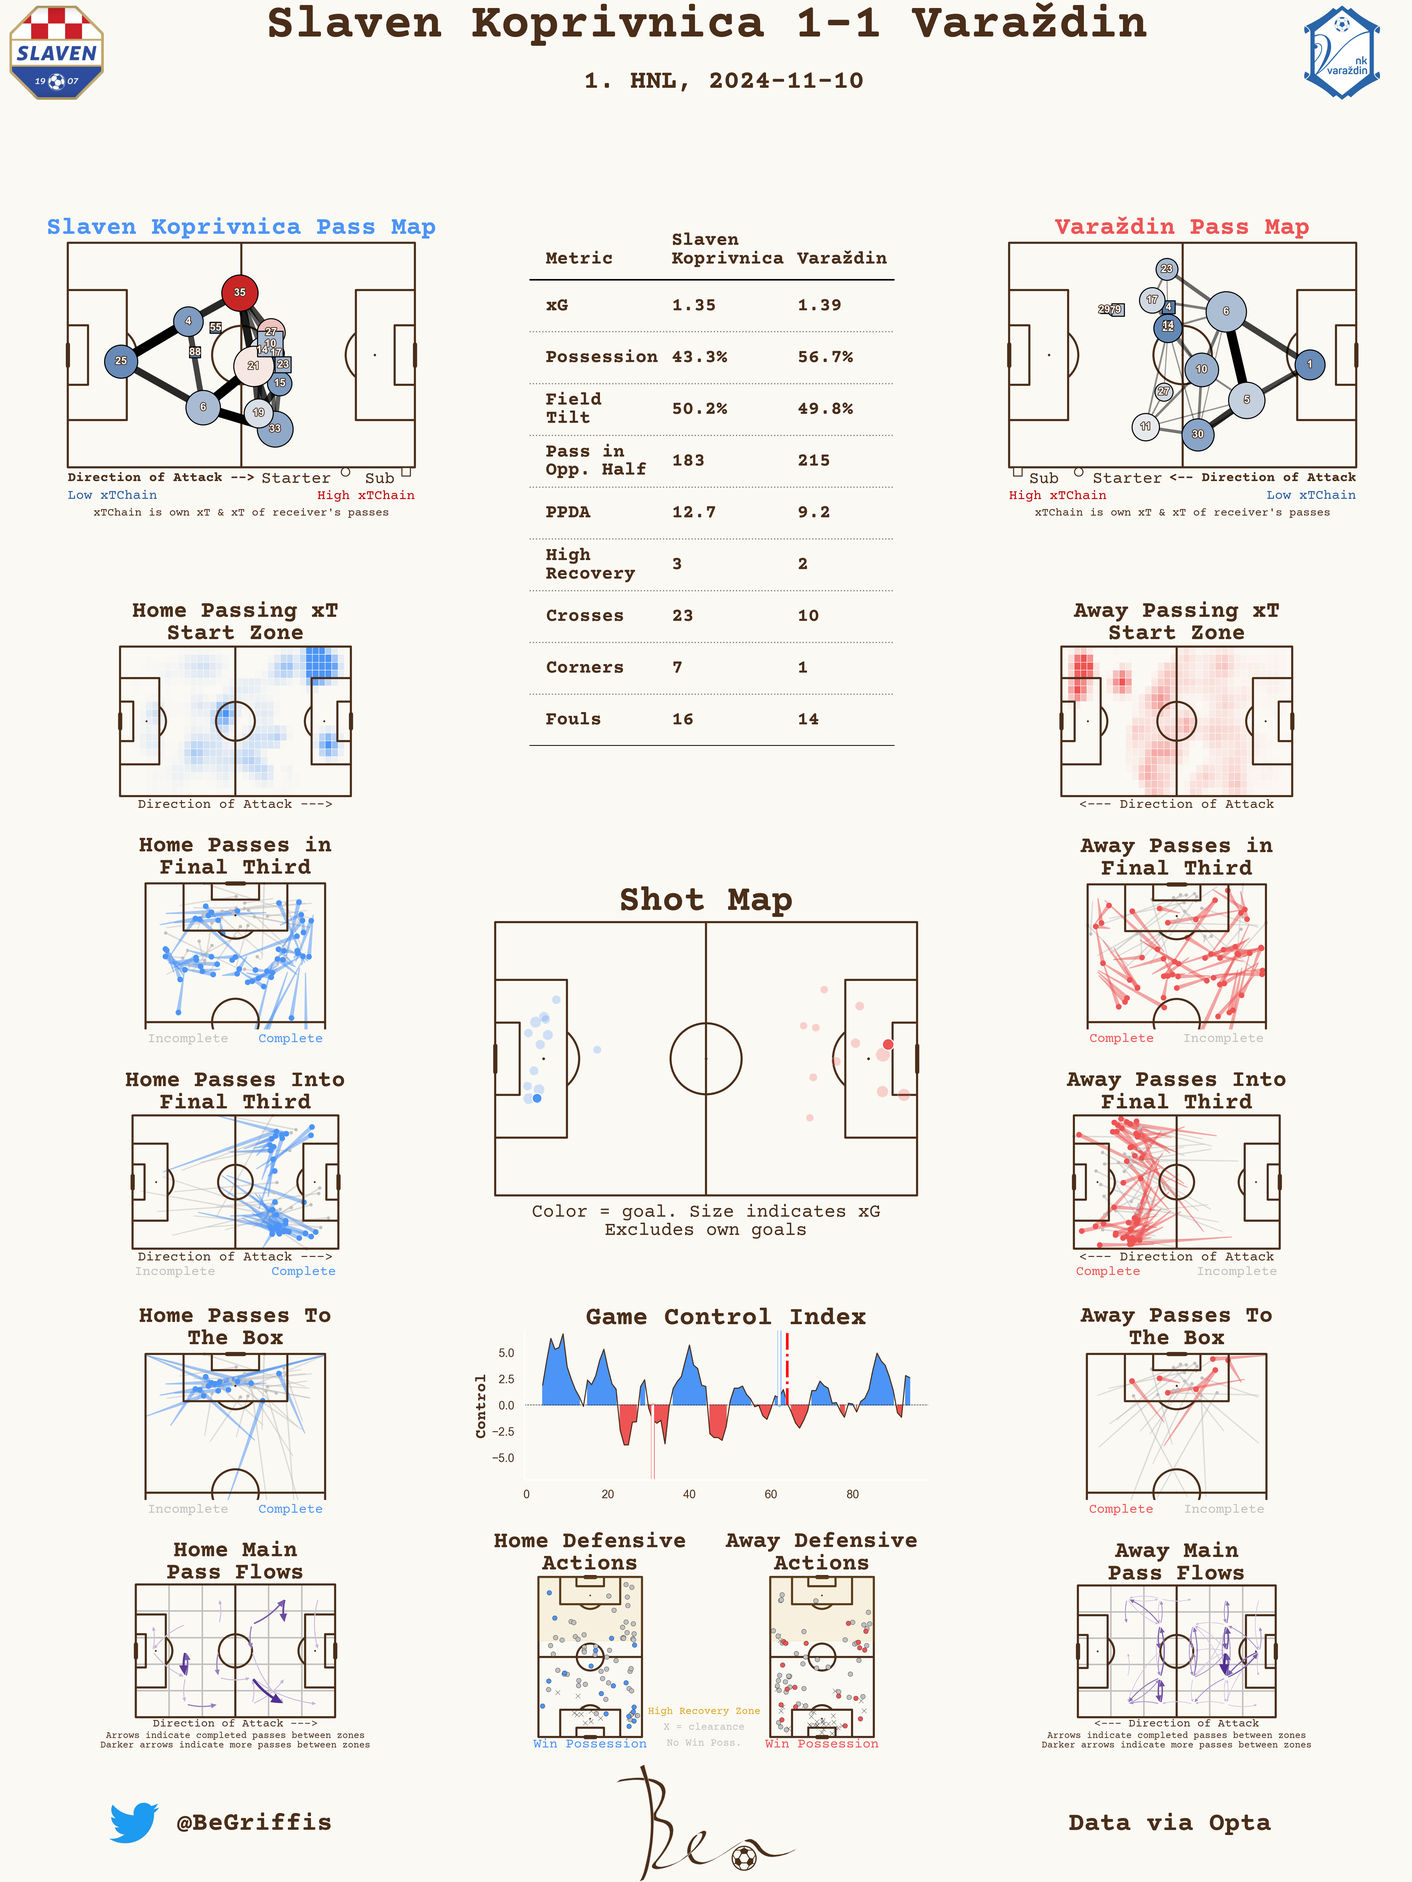 Slaven Koprivnica 1-1 Varaždin
1. HNL, 2024-11-10
SLAVEN
19 07
nk
varaždin
Slaven Koprivnica Pass Map
35
4
55
27
10
14
17
88
25
21
23
15
6
19
33
Direction of Attack --> Starter Sub
Low xTChain High xTChain
xTChain is own xT & xT of receiver's passes
Metric Slaven Koprivnica Varaždin
xG 1.35 1.39
Possession 43.3% 56.7%
Field
Tilt 50.2% 49.8%
Pass in
Opp. Half 183 215
PPDA 12.7 9.2
High
Recovery 3 2
Crosses 23 10
Corners 7 1
Fouls 16 14
Varaždin Pass Map
23
17
4
29
79
6
14
10
1
27
5
11
30
Sub Starter <-- Direction of Attack
High xTChain Low xTChain
xTChain is own xT & xT of receiver's passes
Home Passing xT
Start Zone
Direction of Attack --->
Away Passing xT
Start Zone
<--- Direction of Attack
Home Passes in
Final Third
Incomplete Complete
Away Passes in
Final Third
Complete Incomplete
Shot Map
Color = goal. Size indicates xG
Excludes own goals
Home Passes Into
Final Third
Direction of Attack --->
Incomplete Complete
Away Passes Into
Final Third
<--- Direction of Attack
Complete Incomplete
Home Passes To
The Box
Incomplete Complete
Game Control Index
Control
5.0
2.5
0.0
−2.5
−5.0
0 20 40 60 80
Away Passes To
The Box
Complete Incomplete
Home Main
Pass Flows
Direction of Attack --->
Arrows indicate completed passes between zones
Darker arrows indicate more passes between zones
Home Defensive
Actions
Win Possession
Away Defensive
Actions
Win Possession
High Recovery Zone
X = clearance
No Win Poss.
Away Main
Pass Flows
<--- Direction of Attack
Arrows indicate completed passes between zones
Darker arrows indicate more passes between zones
@BeGriffis
Ben
Data via Opta